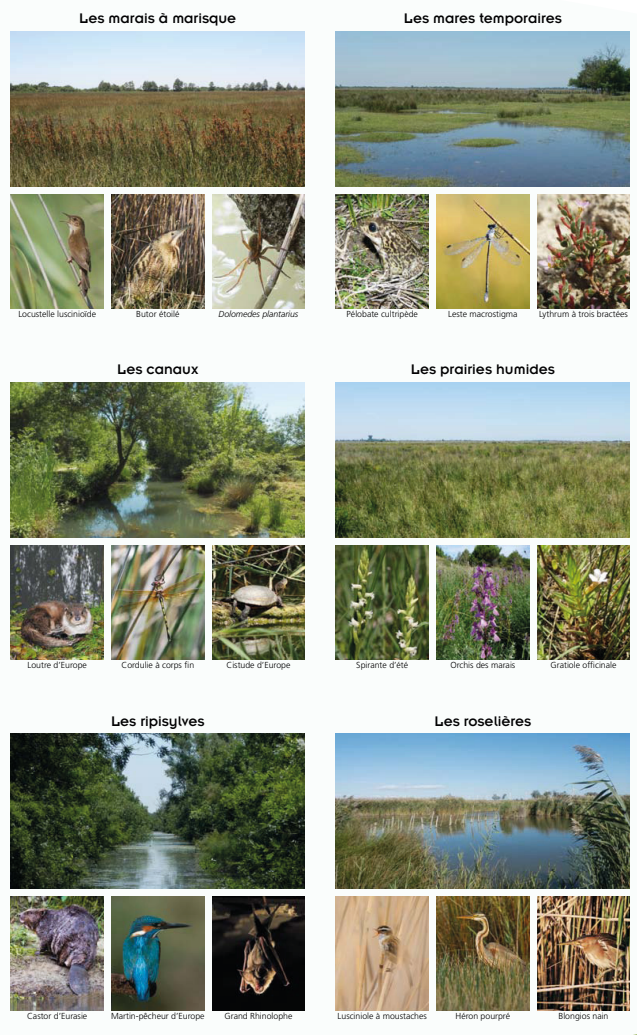 Les marais à marisque
Locustelle luscinioïde
Butor étoilé
Dolomedes plantarius
Les mares temporaires
Pélobate cultripède
Leste macrostigma
Lythrum à trois bractées
Les canaux
Loutre d'Europe
Cordulie à corps fin
Cistude d'Europe
Les prairies humides
Spirante d'été
Orchis des marais
Gratiole officinale
Les ripisylves
Castor d'Eurasie
Martin-pêcheur d'Europe
Grand Rhinolophe
Les roselières
Lusciniole à moustaches
Héron pourpré
Blongios nain